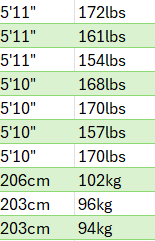 5'11" 172lbs
5'11" 161lbs
5'11" 154lbs
5'10" 168lbs
5'10" 170lbs
5'10" 157lbs
5'10" 170lbs
206cm 102kg
203cm 96kg
203cm 94kg